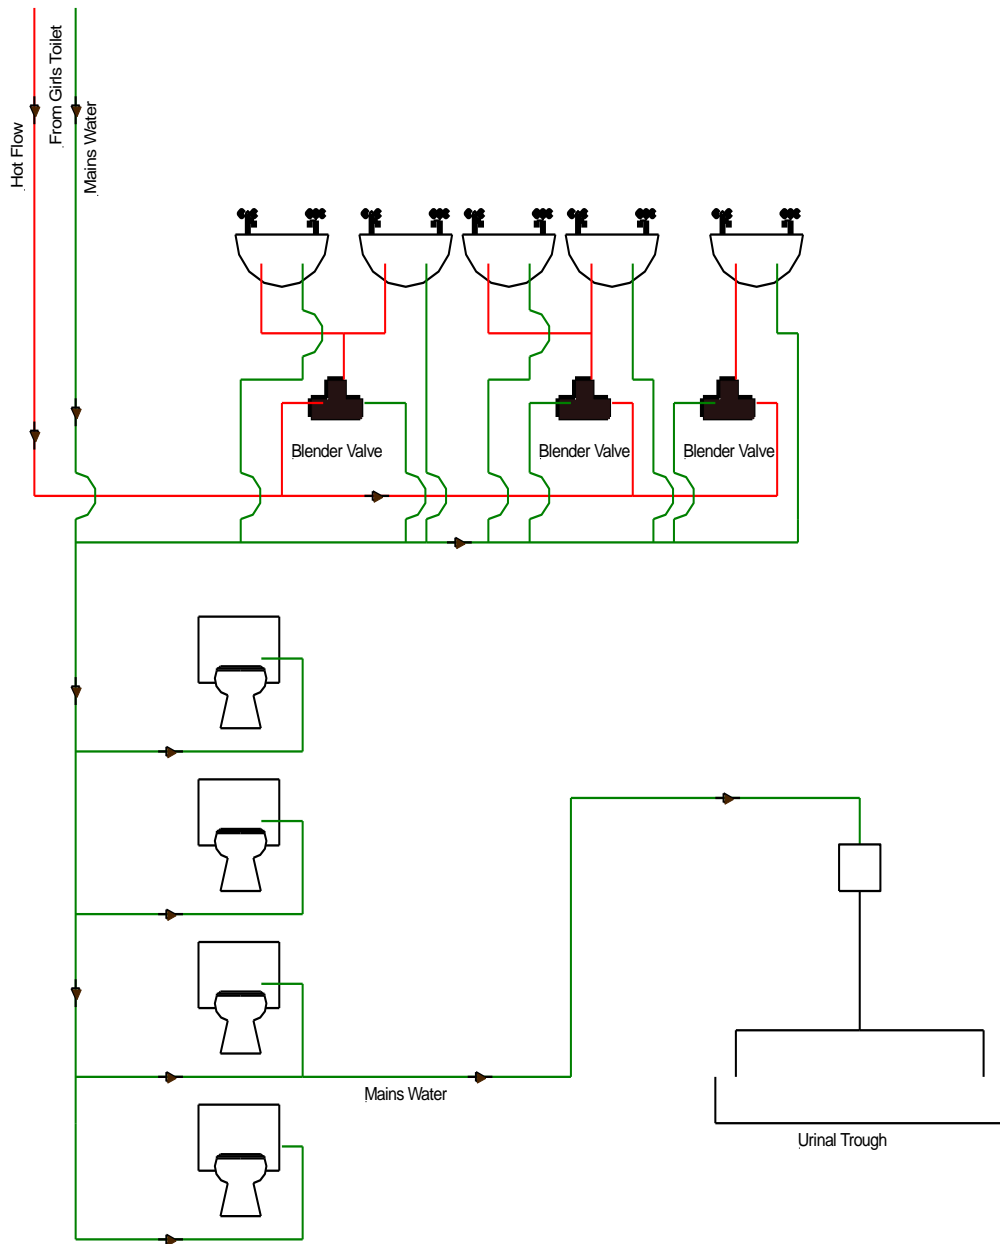 Hot Flow
From Girls Toilet
Mains Water
Blender Valve
Blender Valve
Blender Valve
Mains Water
Urinal Trough